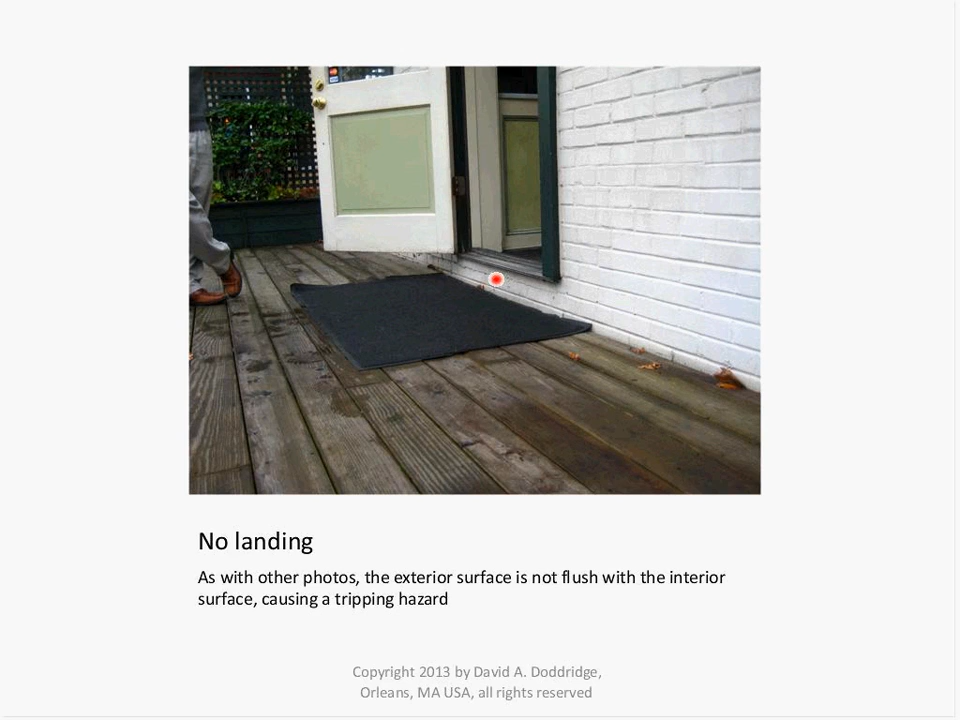 No landing
As with other photos, the exterior surface is not flush with the interior
surface, causing a tripping hazard
Copyright 2013 by David A. Doddridge,
Orleans, MA USA, all rights reserved